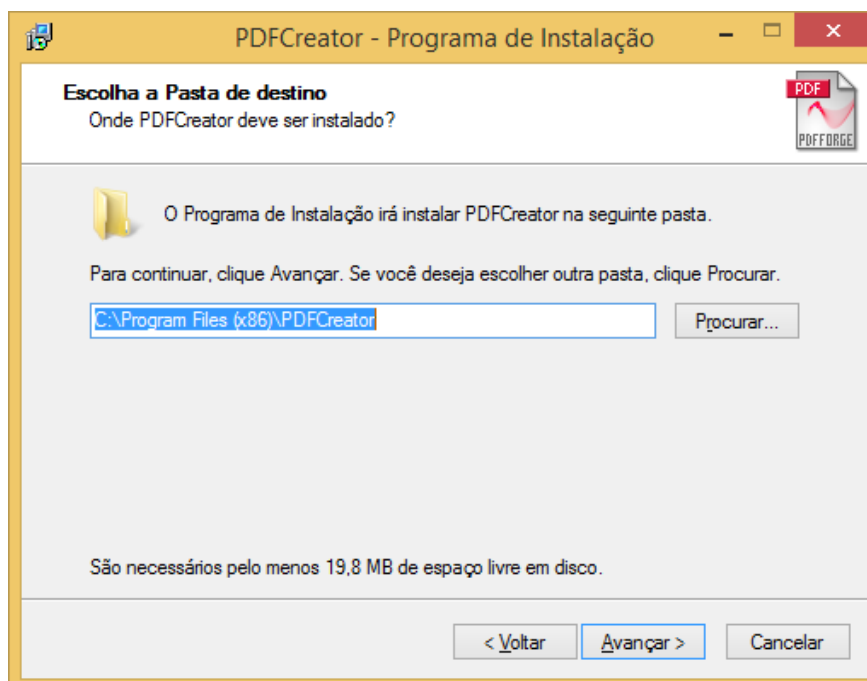 PDFCreator - Programa de Instalação
Escolha a Pasta de destino
Onde PDFCreator deve ser instalado?
PDF
PDFFORGE
O Programa de Instalação irá instalar PDFCreator na seguinte pasta.
Para continuar, clique Avançar. Se você deseja escolher outra pasta, clique Procurar.
C:\Program Files (x86)\PDFCreator
Procurar...
São necessários pelo menos 19,8 MB de espaço livre em disco.
< Voltar
Avançar >
Cancelar